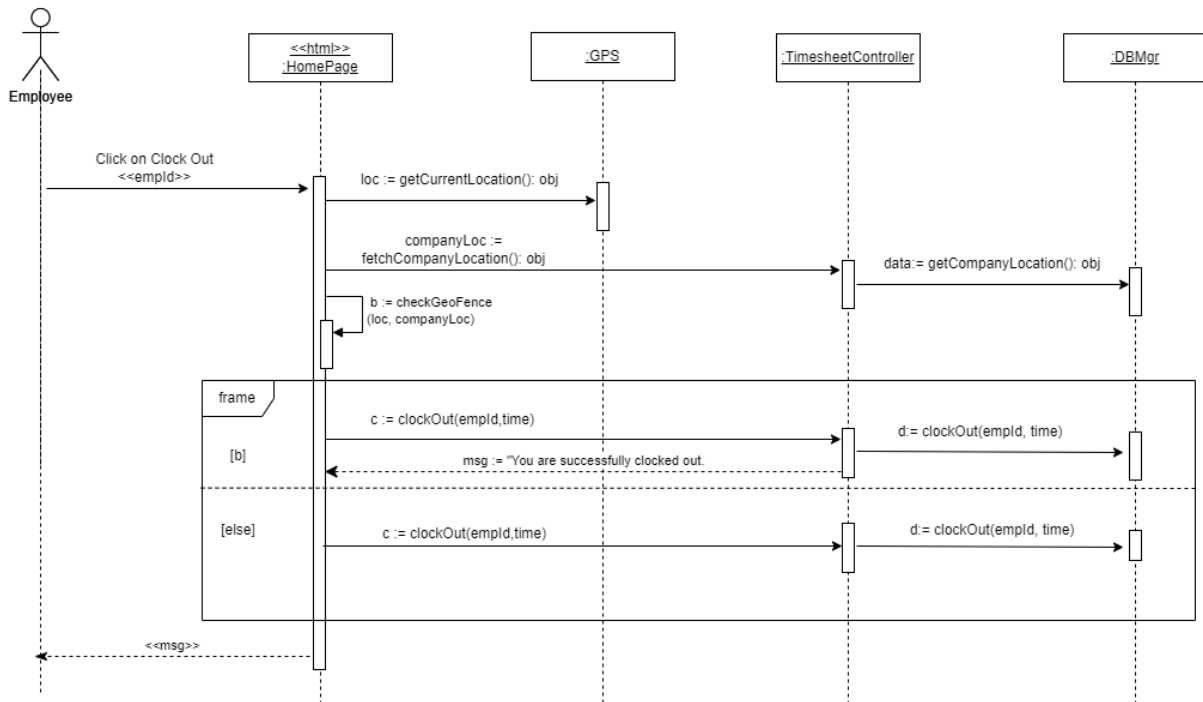 <<html>>
:HomePage
:GPS
:TimesheetController
:DBMgr
Employee
Click on Clock Out
<<empId>>
loc := getCurrentLocation(): obj
companyLoc :=
fetchCompanyLocation(): obj
data:= getCompanyLocation(): obj
b := checkGeoFence
(loc, companyLoc)
frame
c := clockOut(empId,time)
d:= clockOut(empId, time)
[b]
msg := "You are successfully clocked out.
[else]
c := clockOut(empId,time)
d:= clockOut(empId, time)
<<msg>>